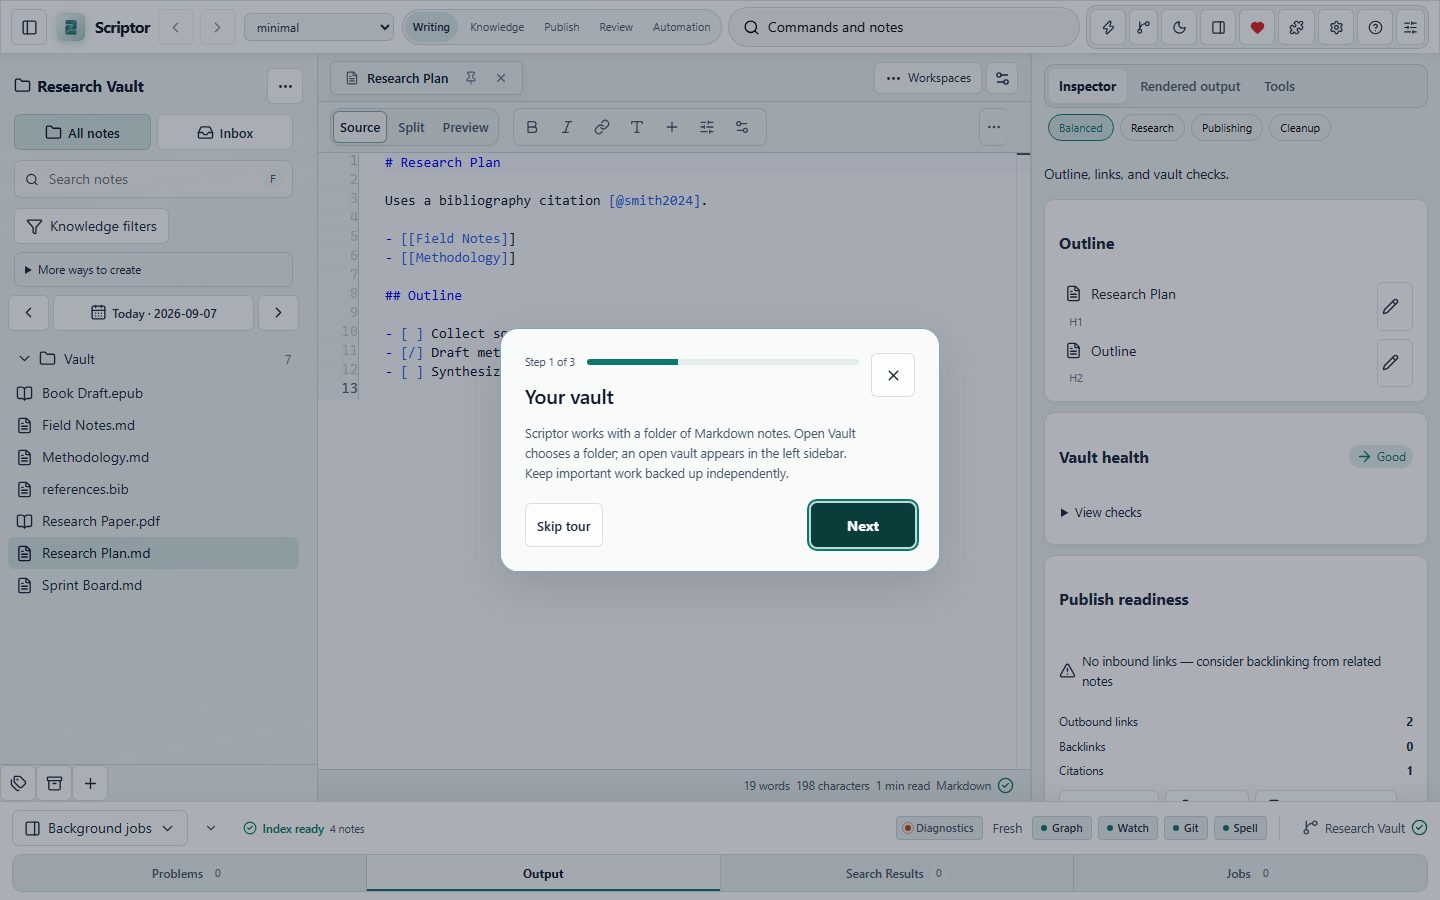 Scriptor
minimal
Writing
Knowledge
Publish
Review
Automation
Commands and notes
Research Vault
All notes
Inbox
Search notes
F
Knowledge filters
More ways to create
Today · 2026-09-07
Vault
7
Book Draft.epub
Field Notes.md
Methodology.md
references.bib
Research Paper.pdf
Research Plan.md
Sprint Board.md
Research Plan
Workspaces
Source
Split
Preview
1 # Research Plan
2
3 Uses a bibliography citation [@smith2024].
4
5 - [[Field Notes]]
6 - [[Methodology]]
7
8 ## Outline
9
10 - [ ] Collect
11 - [/] Draft
12 - [ ]
13
Step 1 of 3
Your vault
Scriptor works with a folder of Markdown notes. Open Vault
chooses a folder; an open vault appears in the left sidebar.
Keep important work backed up independently.
Skip tour
Next
19 words 198 characters 1 min read Markdown
Inspector
Rendered output
Tools
Balanced
Research
Publishing
Cleanup
Outline, links, and vault checks.
Outline
Research Plan
H1
Outline
H2
Vault health
Good
View checks
Publish readiness
No inbound links — consider backlinking from related
notes
Outbound links 2
Backlinks 0
Citations 1
Background jobs
Index ready 4 notes
Diagnostics
Fresh
Graph
Watch
Git
Spell
Research Vault
Problems 0
Output
Search Results 0
Jobs 0